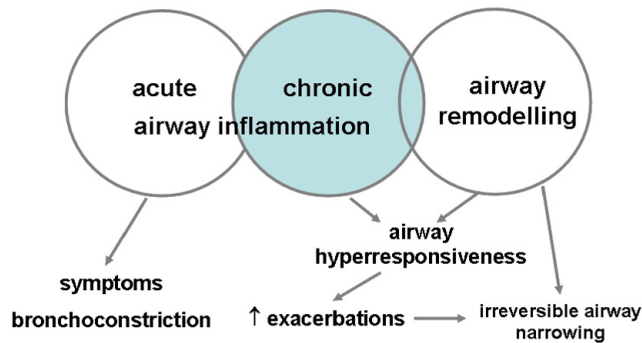 acute
chronic
airway inflammation
airway
remodelling
airway
hyperresponsiveness
symptoms
bronchoconstriction
↑ exacerbations
irreversible airway
narrowing